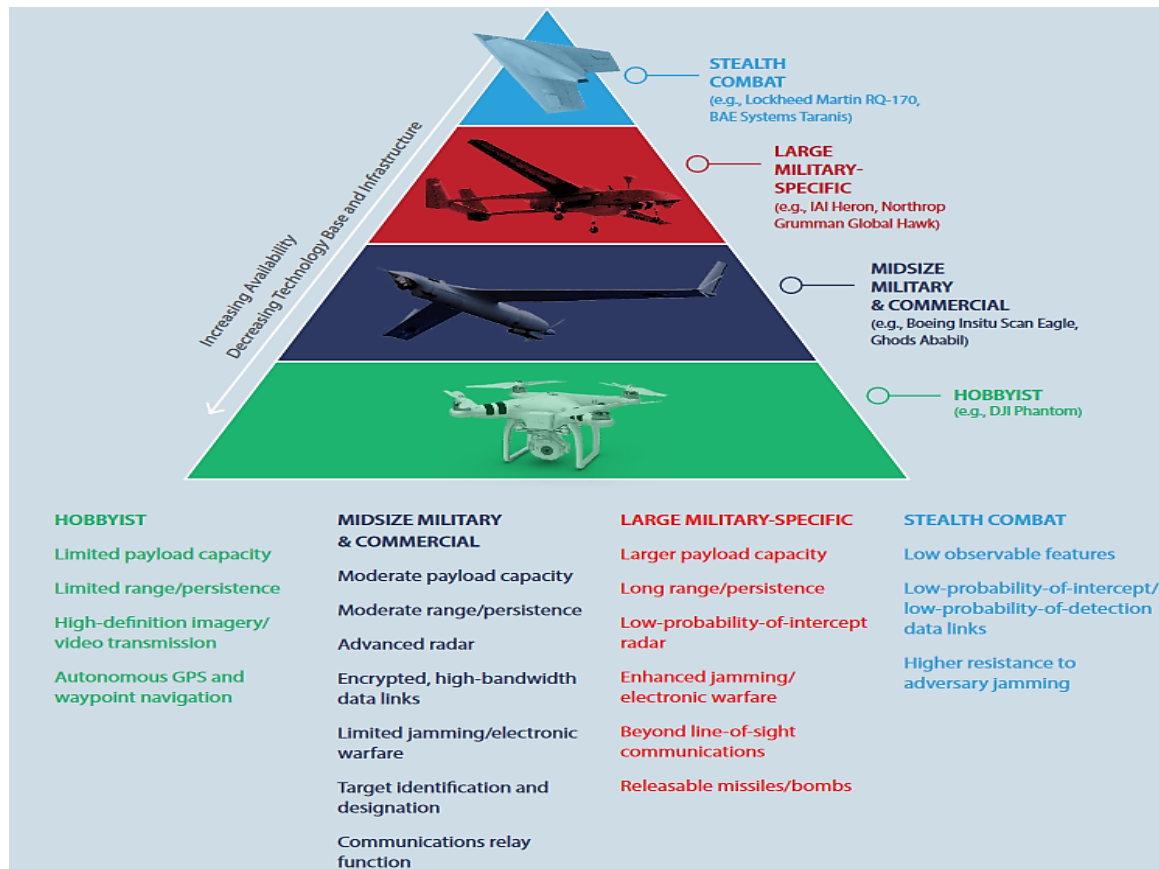 STEALTH
COMBAT
(e.g., Lockheed Martin RQ-170,
BAE Systems Taranis)
LARGE
MILITARY-
SPECIFIC
(e.g., IAI Heron, Northrop
Grumman Global Hawk)
MIDSIZE
MILITARY
& COMMERCIAL
(e.g., Boeing Insitu Scan Eagle,
Ghods Ababil)
HOBBYIST
(e.g., DJI Phantom)
Increasing Availability
Decreasing Technology Base and Infrastructure
HOBBYIST
Limited payload capacity
Limited range/persistence
High-definition imagery/
video transmission
Autonomous GPS and
waypoint navigation
MIDSIZE MILITARY
& COMMERCIAL
Moderate payload capacity
Moderate range/persistence
Advanced radar
Encrypted, high-bandwidth
data links
Limited jamming/electronic
warfare
Target identification and
designation
Communications relay
function
LARGE MILITARY-SPECIFIC
Larger payload capacity
Long range/persistence
Low-probability-of-intercept
radar
Enhanced jamming/
electronic warfare
Beyond line-of-sight
communications
Releasable missiles/bombs
STEALTH COMBAT
Low observable features
Low-probability-of-intercept/
low-probability-of-detection
data links
Higher resistance to
adversary jamming